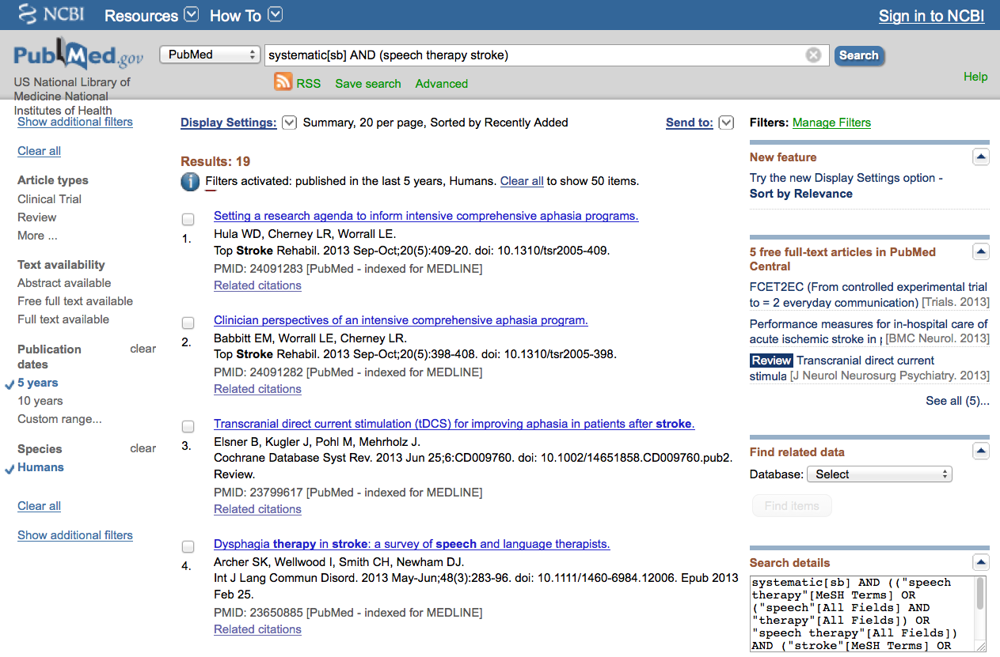 NCBI Resources How To Sign in to NCBI
PubMed.gov
US National Library of
Medicine National
Institutes of Health
PubMed
systematic[sb] AND (speech therapy stroke)
Search
RSS Save search Advanced
Help
Show additional filters
Clear all
Article types
Clinical Trial
Review
More ...
Text availability
Abstract available
Free full text available
Full text available
Publication clear
dates
5 years
10 years
Custom range...
Species clear
Humans
Clear all
Show additional filters
Display Settings: Summary, 20 per page, Sorted by Recently Added Send to:
Results: 19
Filters activated: published in the last 5 years, Humans. Clear all to show 50 items.
Setting a research agenda to inform intensive comprehensive aphasia programs.
1. Hula WD, Cherney LR, Worrall LE.
Top Stroke Rehabil. 2013 Sep-Oct;20(5):409-20. doi: 10.1310/tsr2005-409.
PMID: 24091283 [PubMed - indexed for MEDLINE]
Related citations
Clinician perspectives of an intensive comprehensive aphasia program.
2. Babbitt EM, Worrall LE, Cherney LR.
Top Stroke Rehabil. 2013 Sep-Oct;20(5):398-408. doi: 10.1310/tsr2005-398.
PMID: 24091282 [PubMed - indexed for MEDLINE]
Related citations
Transcranial direct current stimulation (tDCS) for improving aphasia in patients after stroke.
3. Elsner B, Kugler J, Pohl M, Mehrholz J.
Cochrane Database Syst Rev. 2013 Jun 25;6:CD009760. doi: 10.1002/14651858.CD009760.pub2.
Review.
PMID: 23799617 [PubMed - indexed for MEDLINE]
Related citations
Dysphagia therapy in stroke: a survey of speech and language therapists.
4. Archer SK, Wellwood I, Smith CH, Newham DJ.
Int J Lang Commun Disord. 2013 May-Jun;48(3):283-96. doi: 10.1111/1460-6984.12006. Epub 2013
Feb 25.
PMID: 23650885 [PubMed - indexed for MEDLINE]
Related citations
Filters: Manage Filters
New feature
Try the new Display Settings option -
Sort by Relevance
5 free full-text articles in PubMed
Central
FCET2EC (From controlled experimental trial
to = 2 everyday communication) [Trials. 2013]
Performance measures for in-hospital care of
acute ischemic stroke in [BMC Neurol. 2013]
Review Transcranial direct current
stimula [J Neurol Neurosurg Psychiatry. 2013]
See all (5)...
Find related data
Database: Select
Find items
Search details
systematic[sb] AND (("speech
therapy"[MeSH Terms] OR
("speech"[All Fields] AND
"therapy"[All Fields]) OR
"speech therapy"[All Fields])
AND ("stroke"[MeSH Terms] OR